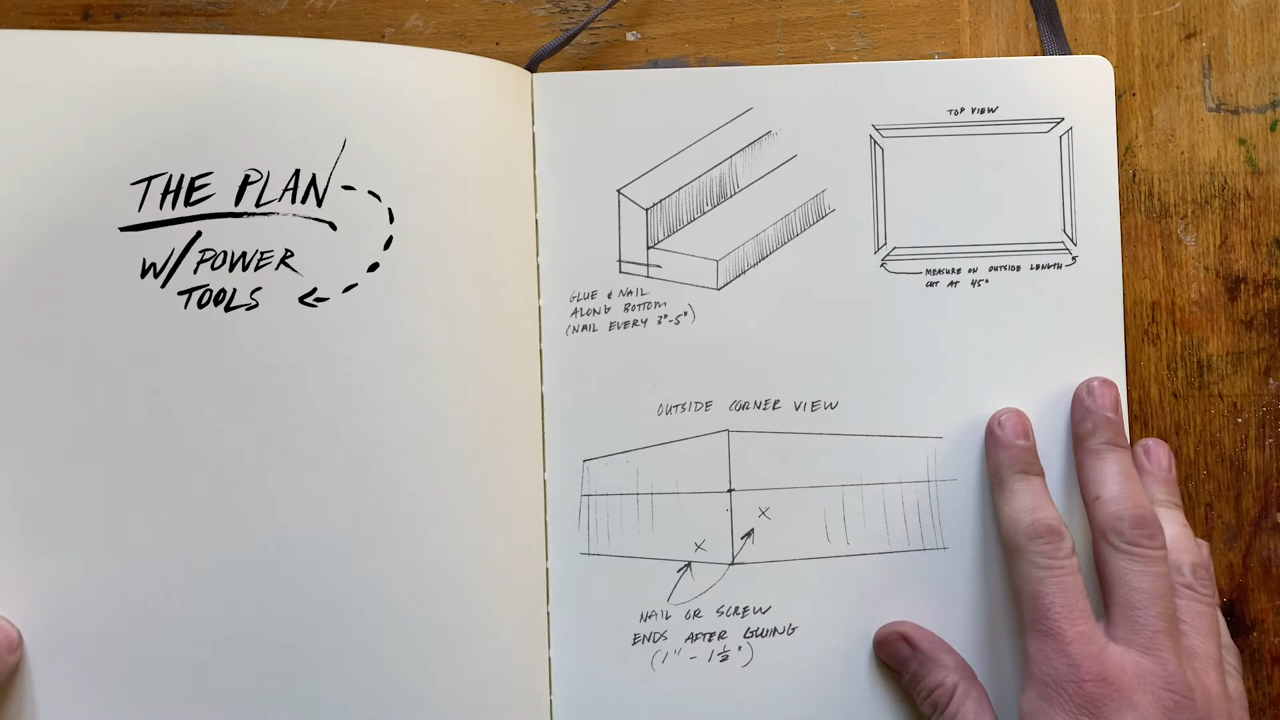 THE PLAN
W/ POWER
TOOLS
GLUE & NAIL
ALONG BOTTOM
(NAIL EVERY 3"-5")
TOP VIEW
MEASURE ON OUTSIDE LENGTH
CUT AT 45°
OUTSIDE CORNER VIEW
X
X
NAIL OR SCREW
ENDS AFTER GLUING
(1" - 1½")